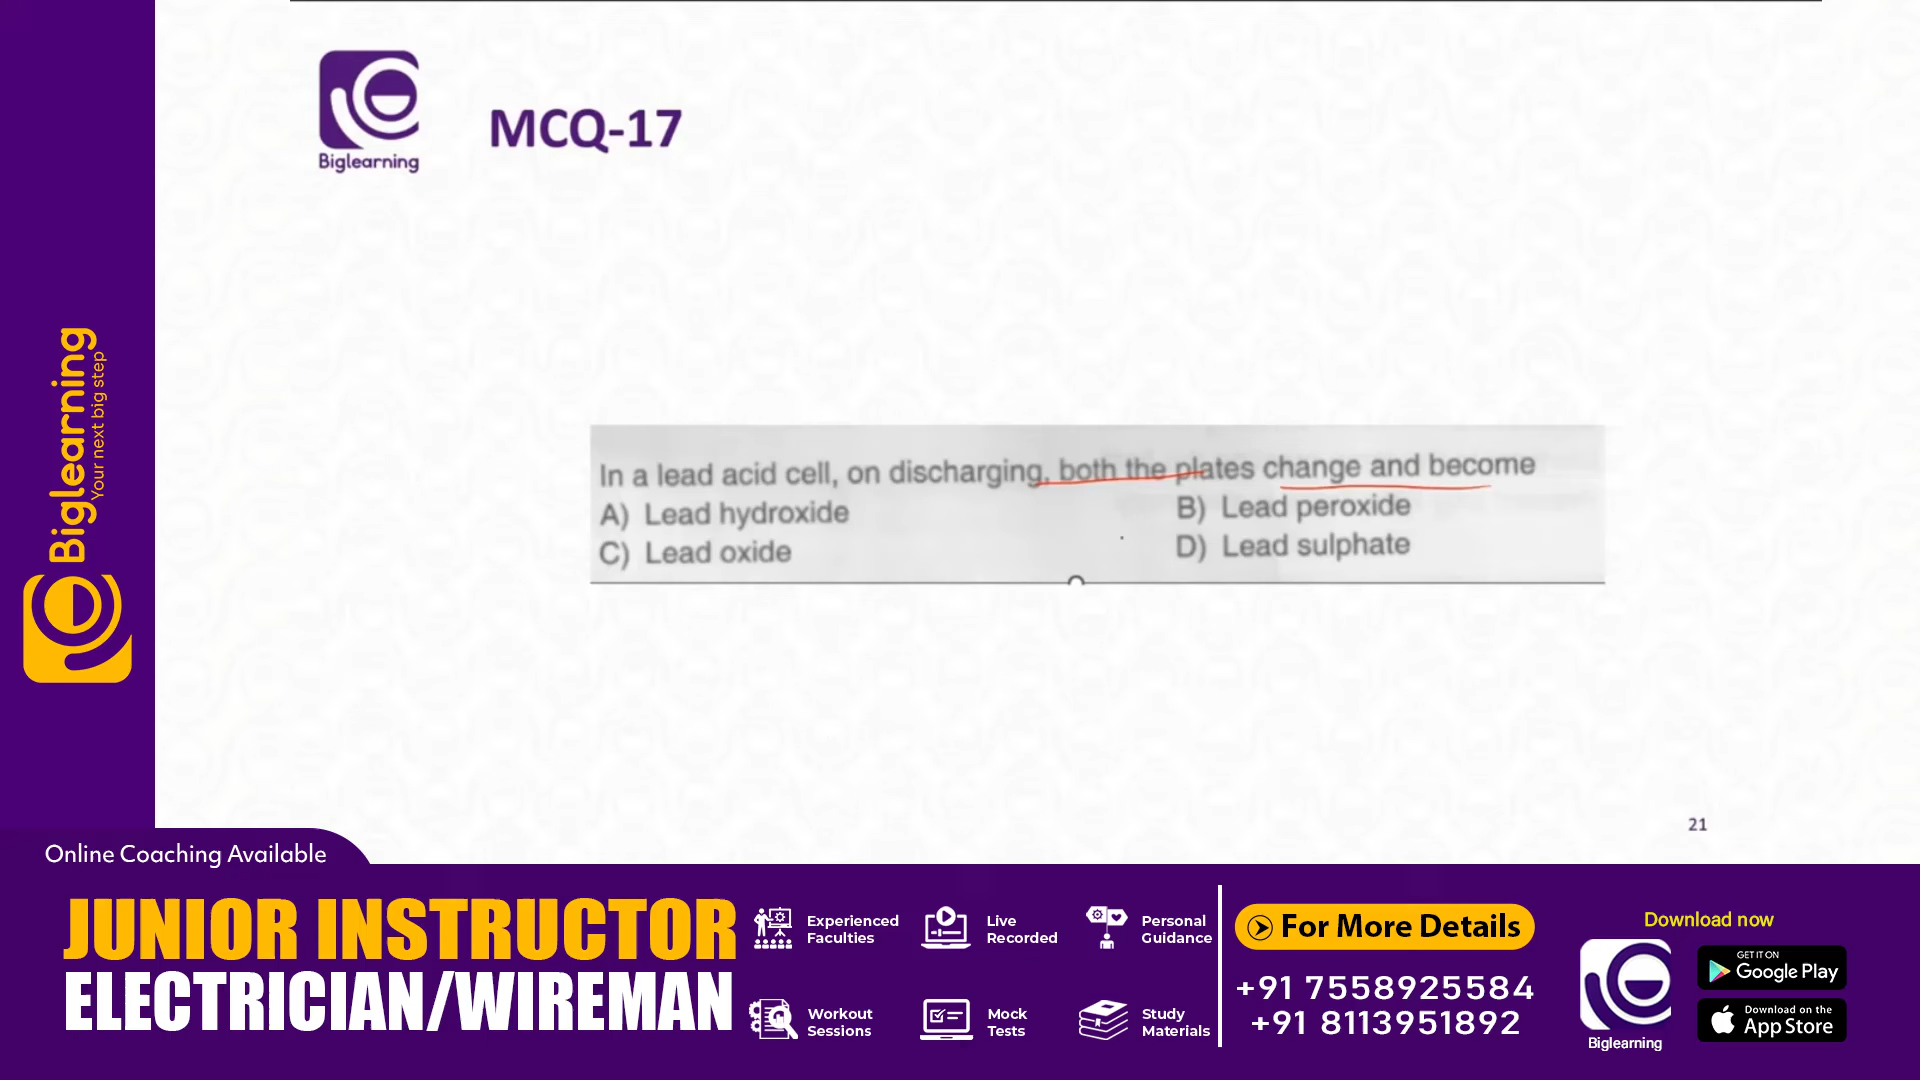 Biglearning
MCQ-17
In a lead acid cell, on discharging, both the plates change and become
A) Lead hydroxide
B) Lead peroxide
C) Lead oxide
D) Lead sulphate
21
Biglearning
Your next big step
Online Coaching Available
JUNIOR INSTRUCTOR
ELECTRICIAN/WIREMAN
Experienced
Faculties
Live
Recorded
Personal
Guidance
Workout
Sessions
Mock
Tests
Study
Materials
For More Details
+91 7558925584
+91 8113951892
Download now
Biglearning
GET IT ON
Google Play
Download on the
App Store